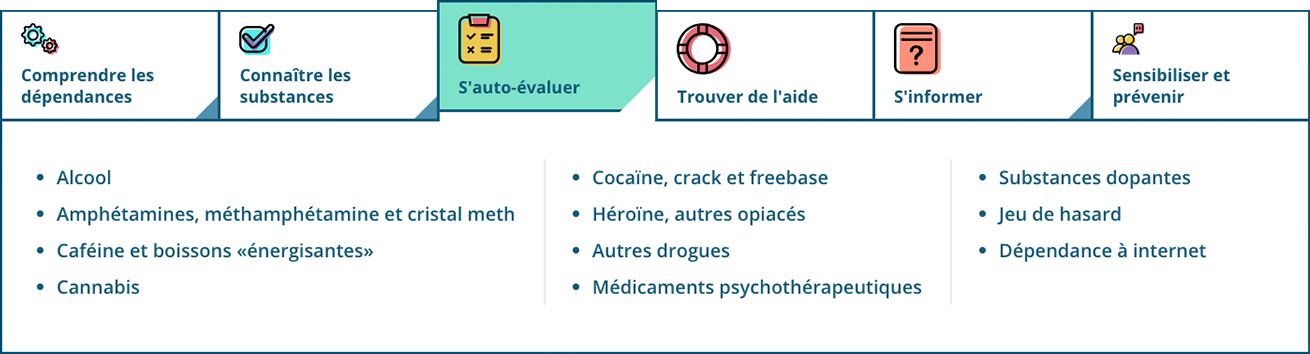 Comprendre les
dépendances
Connaître les
substances
S'auto-évaluer
Trouver de l'aide
S'informer
Sensibiliser et
prévenir
• Alcool
• Amphétamines, méthamphétamine et cristal meth
• Caféine et boissons «énergisantes»
• Cannabis
• Cocaïne, crack et freebase
• Héroïne, autres opiacés
• Autres drogues
• Médicaments psychothérapeutiques
• Substances dopantes
• Jeu de hasard
• Dépendance à internet